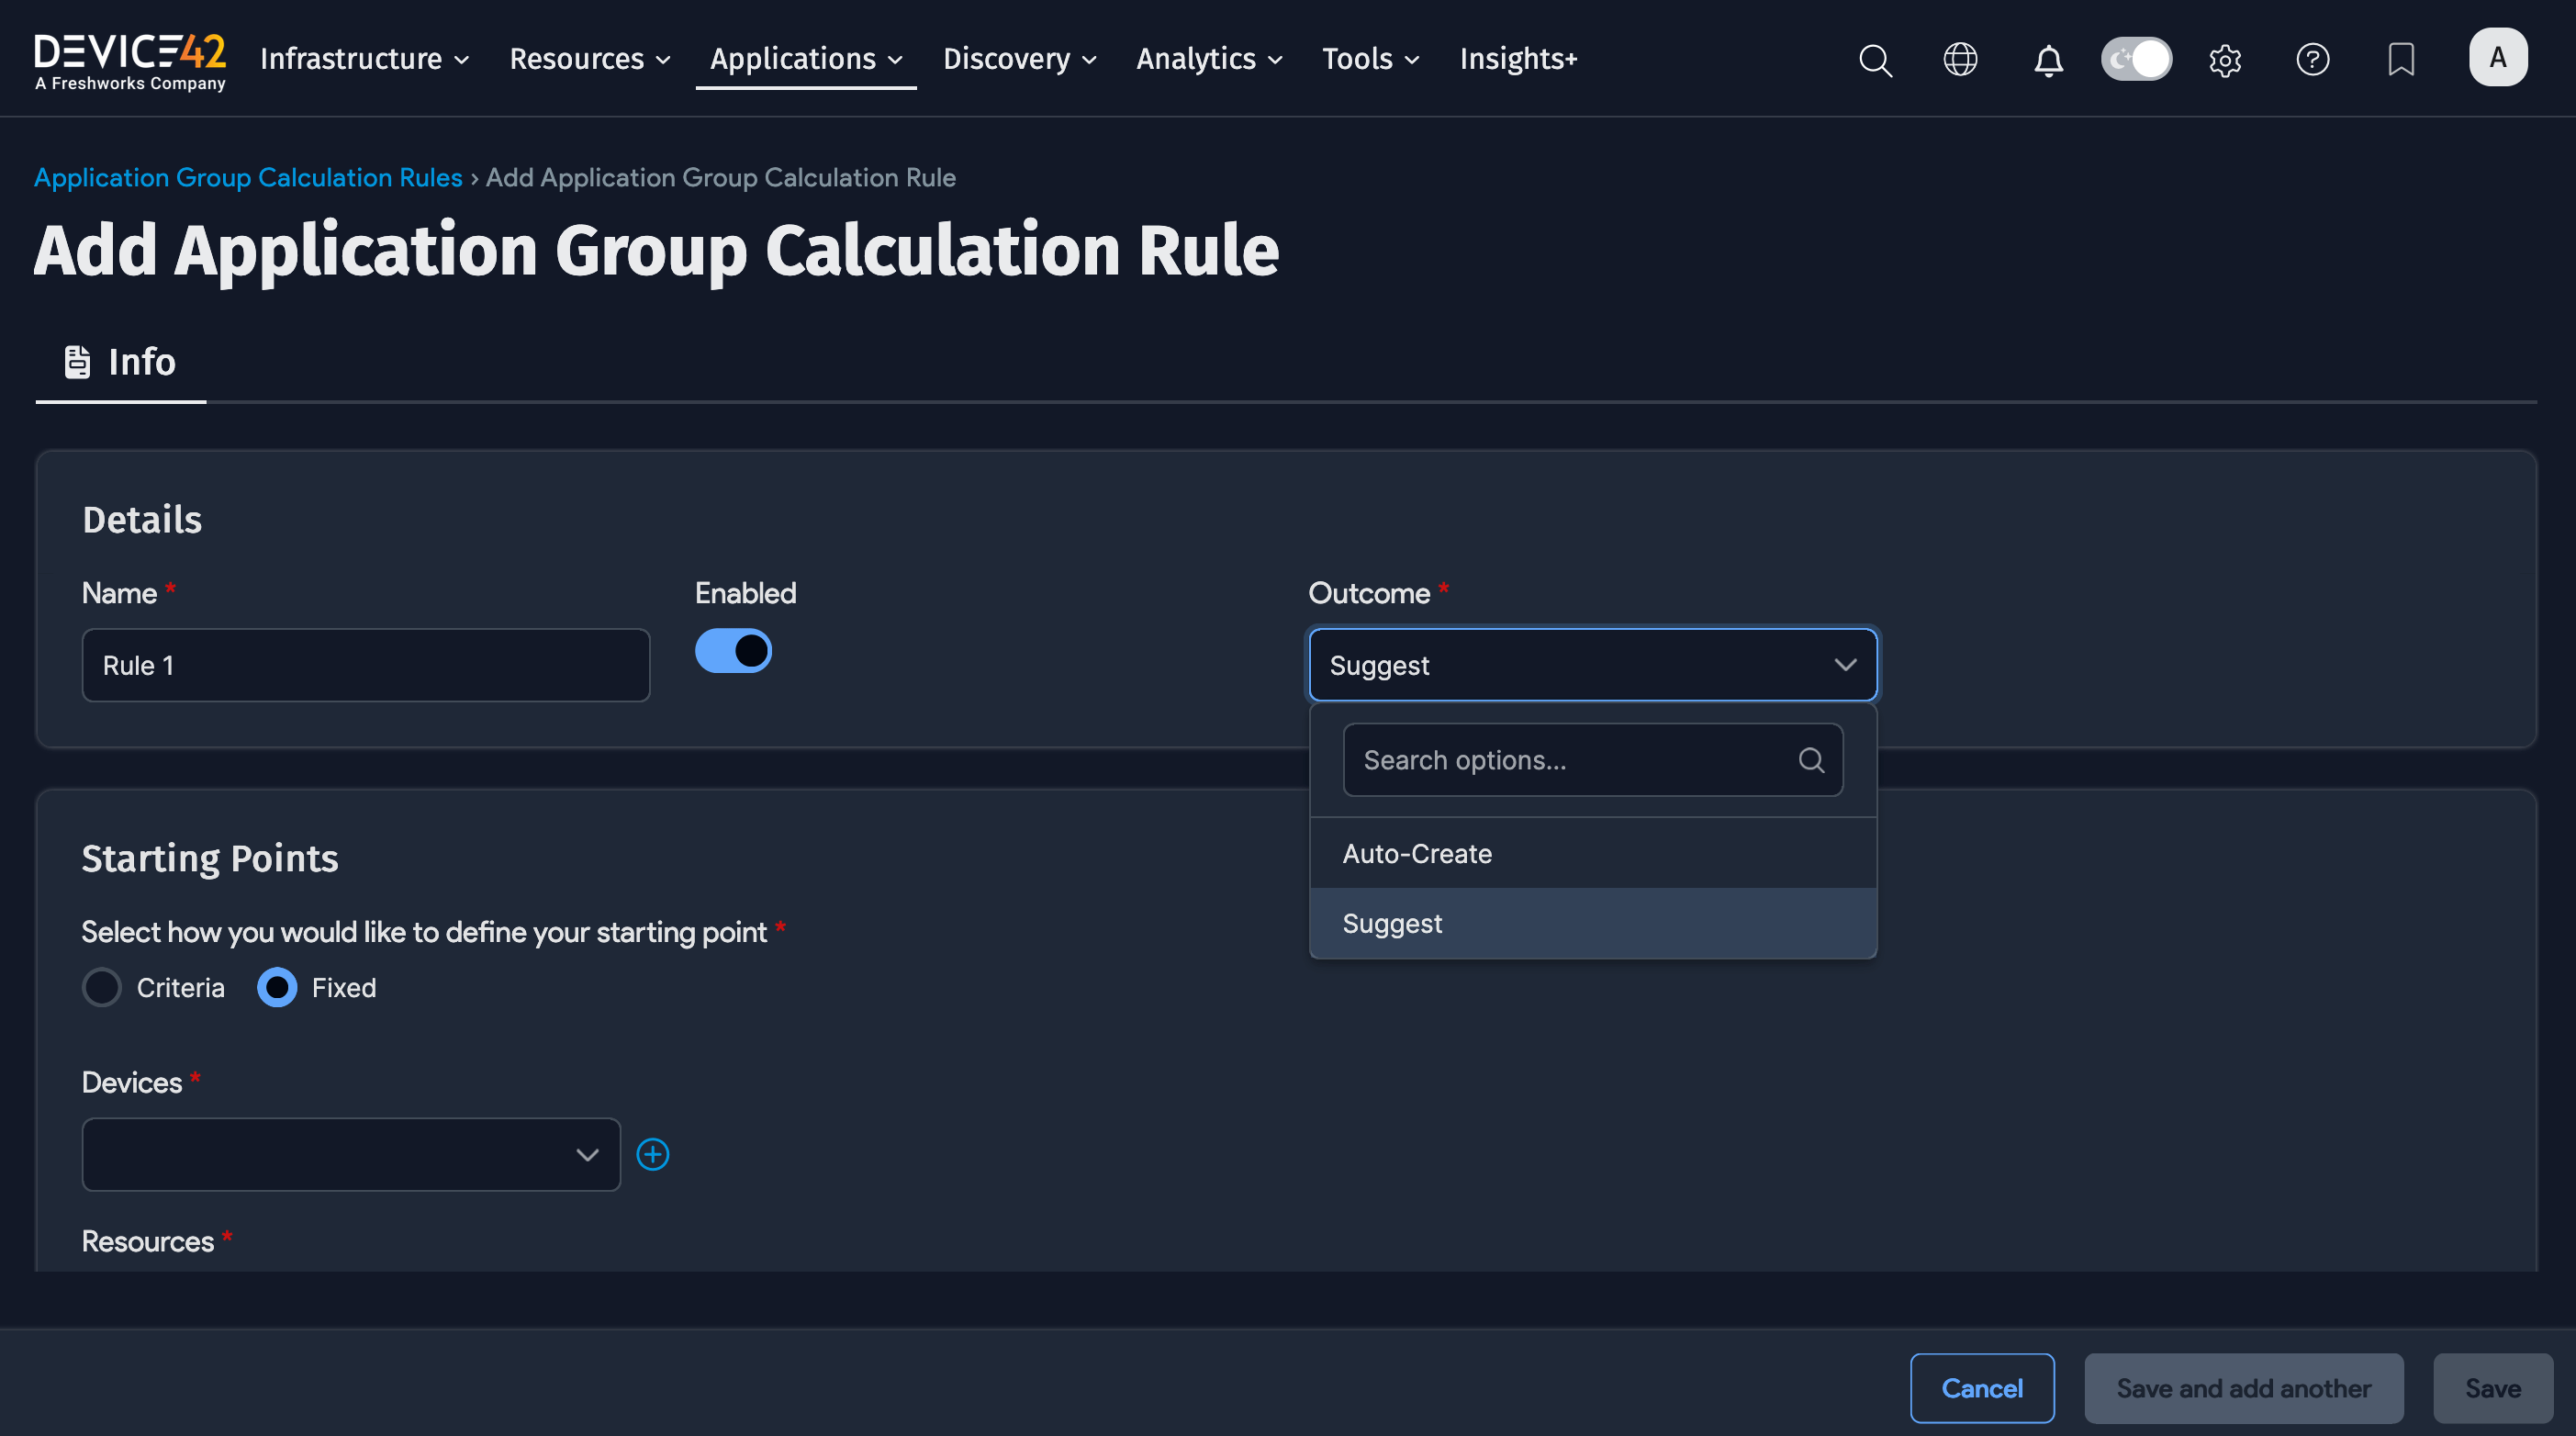 DEVICE42
A Freshworks Company
Infrastructure Resources Applications Discovery Analytics Tools Insights+
A
Application Group Calculation Rules › Add Application Group Calculation Rule
Add Application Group Calculation Rule
Info
Details
Name * Enabled Outcome *
Rule 1 Suggest
Search options...
Auto-Create
Suggest
Starting Points
Select how you would like to define your starting point *
Criteria Fixed
Devices *
Resources *
Cancel Save and add another Save